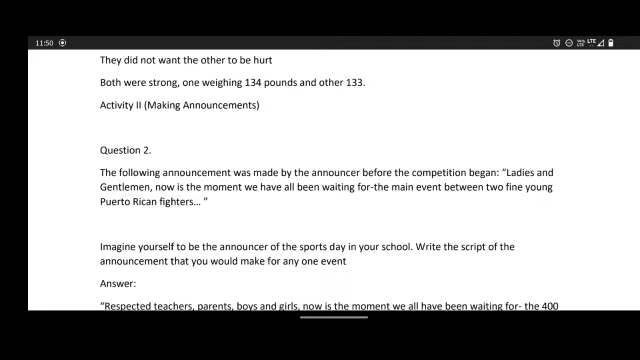 11:50
LTE
They did not want the other to be hurt
Both were strong, one weighing 134 pounds and other 133.
Activity II (Making Announcements)
Question 2.
The following announcement was made by the announcer before the competition began: “Ladies and
Gentlemen, now is the moment we have all been waiting for-the main event between two fine young
Puerto Rican fighters… ”
Imagine yourself to be the announcer of the sports day in your school. Write the script of the
announcement that you would make for any one event
Answer:
“Respected teachers, parents, boys and girls, now is the moment we all have been waiting for- the 400